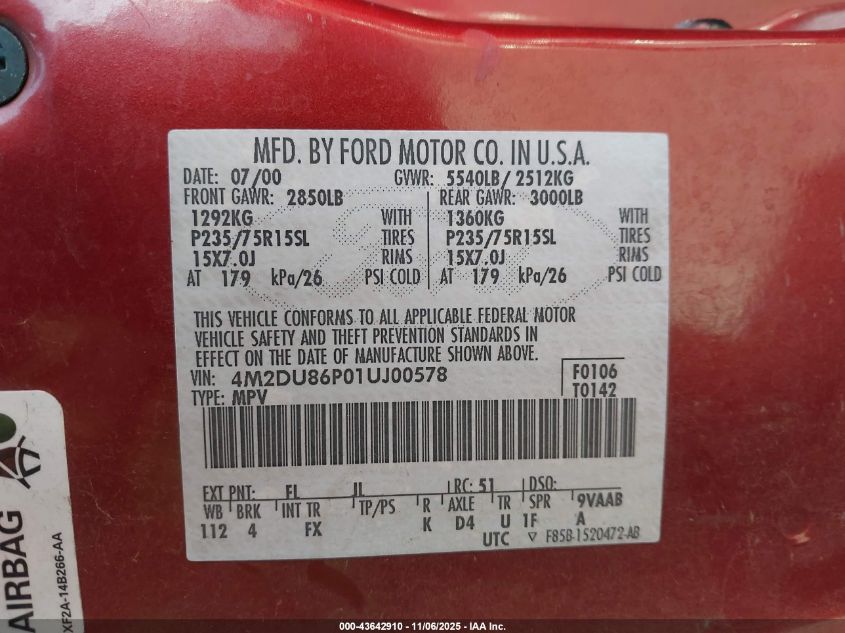 MFD. BY FORD MOTOR CO. IN U.S.A.
DATE: 07/00 GVWR: 5540LB/ 2512KG
FRONT GAWR: 2850LB REAR GAWR: 3000LB
1292KG WITH 1360KG WITH
P235/75R15SL TIRES P235/75R15SL TIRES
15X7.0J RIMS 15X7.0J RIMS
AT 179 kPa/26 PSI COLD AT 179 kPa/26 PSI COLD
THIS VEHICLE CONFORMS TO ALL APPLICABLE FEDERAL MOTOR
VEHICLE SAFETY AND THEFT PREVENTION STANDARDS IN
EFFECT ON THE DATE OF MANUFACTURE SHOWN ABOVE.
VIN: 4M2DU86P01UJ00578 F0106
TYPE: MPV T0142
EXT PNT: FL JL RC: 51 DSO:
WB BRK INT TR TP/PS R AXLE TR SPR 9VAAB
112 4 FX K D4 U 1F A
UTC ▽ F85B-1520472-AB
AIRBAG
XF2A-14B266-AA
000-43642910 - 11/06/2025 - IAA Inc.